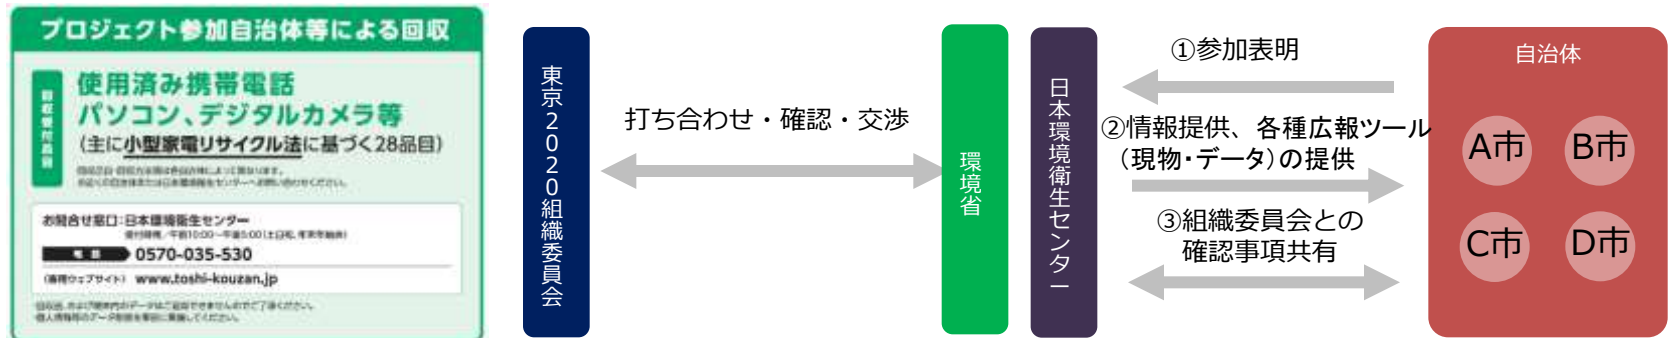 プロジェクト参加自治体等による回収
使用済み携帯電話
パソコン、デジタルカメラ等
(主に小型家電リサイクル法に基づく28品目)
お問合せ窓口:日本環境衛生センター
0570-035-530
www.toshi-kouzan.jp
東京2020組織委員会
打ち合わせ・確認・交渉
環境省
日本環境衛生センター
①参加表明
②情報提供、各種広報ツール
(現物・データ)の提供
③組織委員会との
確認事項共有
自治体
A市
B市
C市
D市